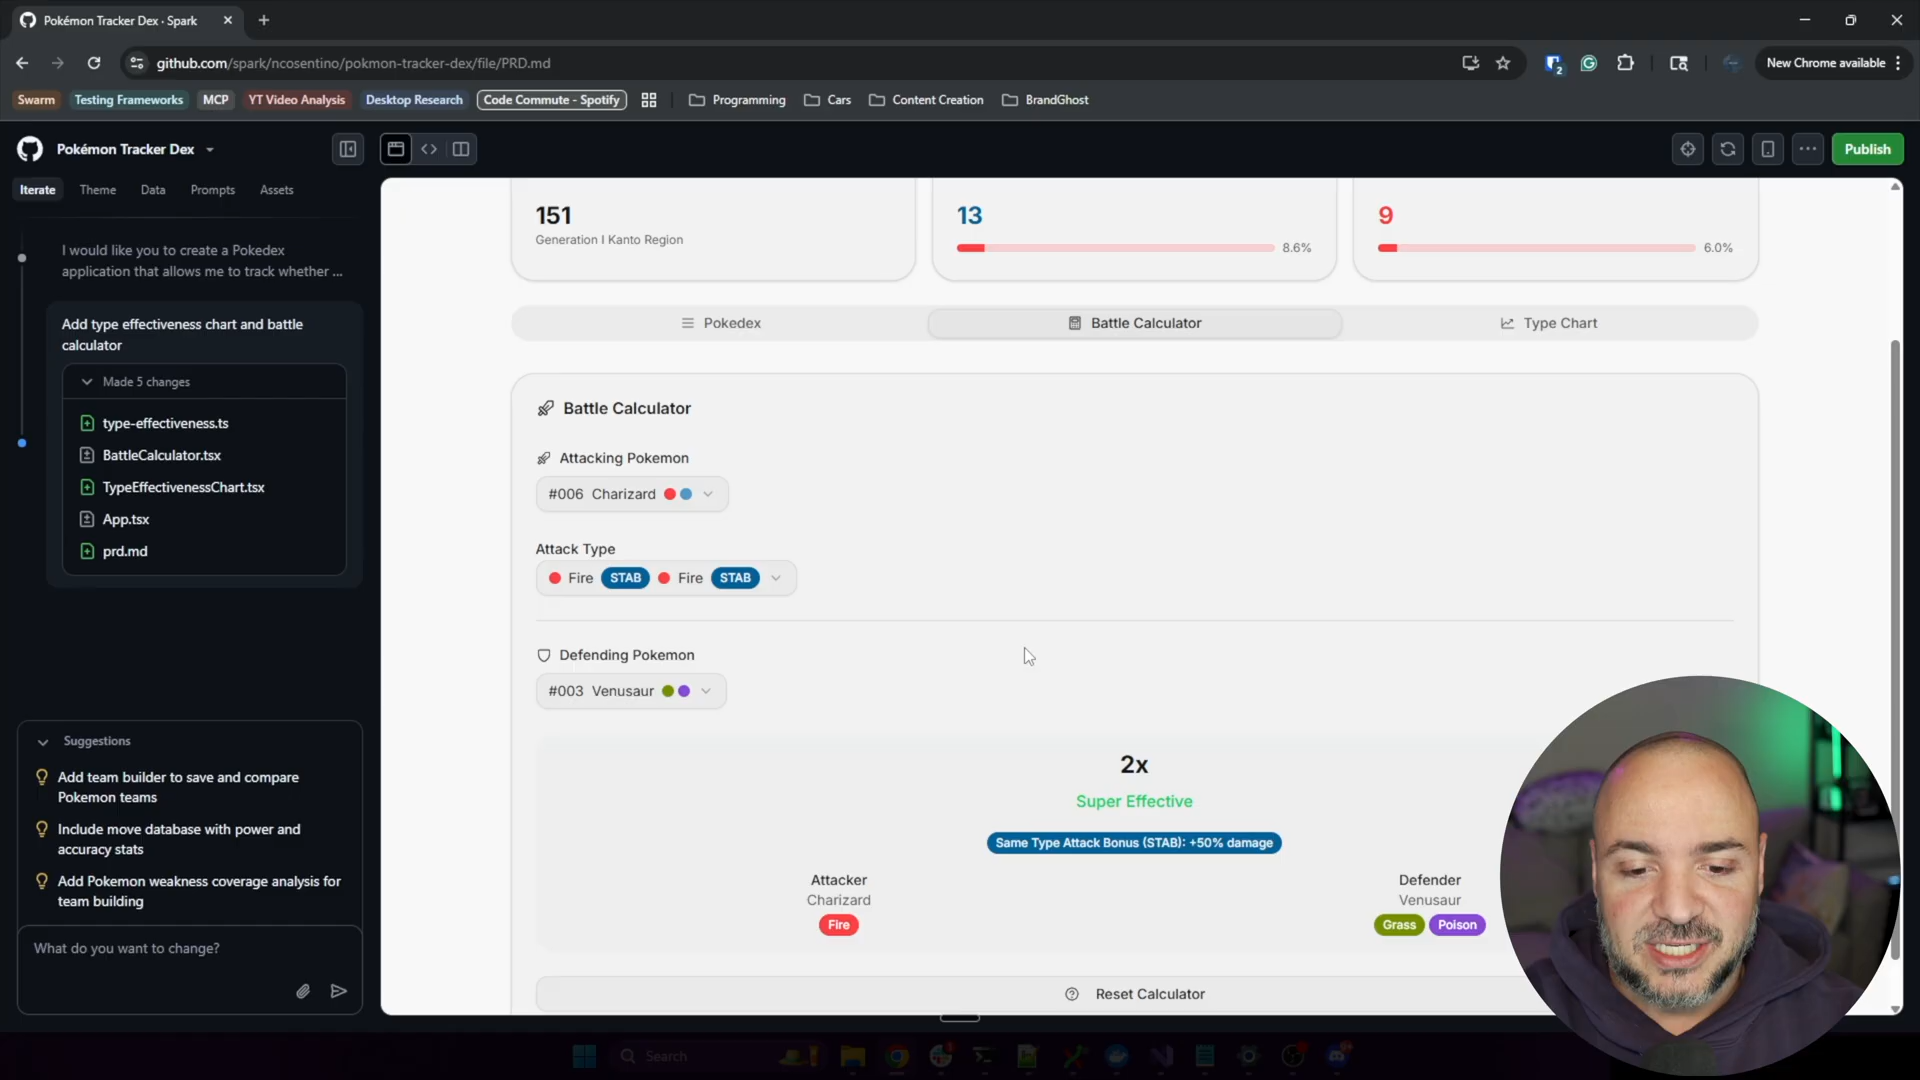 Pokémon Tracker Dex · Spark
github.com/spark/ncosentino/pokmon-tracker-dex/file/PRD.md
2
New Chrome available
Swarm
Testing Frameworks
MCP
YT Video Analysis
Desktop Research
Code Commute - Spotify
Programming
Cars
Content Creation
BrandGhost
Pokémon Tracker Dex
Publish
Iterate
Theme
Data
Prompts
Assets
I would like you to create a Pokedex
application that allows me to track whether ...
Add type effectiveness chart and battle
calculator
Made 5 changes
type-effectiveness.ts
BattleCalculator.tsx
TypeEffectivenessChart.tsx
App.tsx
prd.md
Suggestions
Add team builder to save and compare
Pokemon teams
Include move database with power and
accuracy stats
Add Pokemon weakness coverage analysis for
team building
What do you want to change?
151
Generation I Kanto Region
13
8.6%
9
6.0%
Pokedex
Battle Calculator
Type Chart
Battle Calculator
Attacking Pokemon
#006 Charizard
Attack Type
Fire STAB Fire STAB
Defending Pokemon
#003 Venusaur
2x
Super Effective
Same Type Attack Bonus (STAB): +50% damage
Attacker
Charizard
Fire
Defender
Venusaur
Grass Poison
Reset Calculator
Search